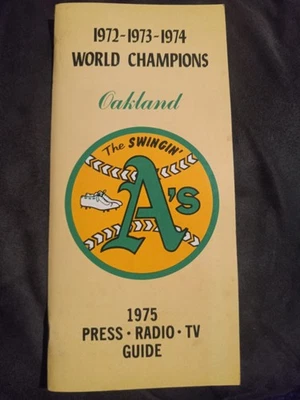 1972-1973-1974
WORLD CHAMPIONS
Oakland
The SWINGIN'
A's
1975
PRESS • RADIO • TV
GUIDE